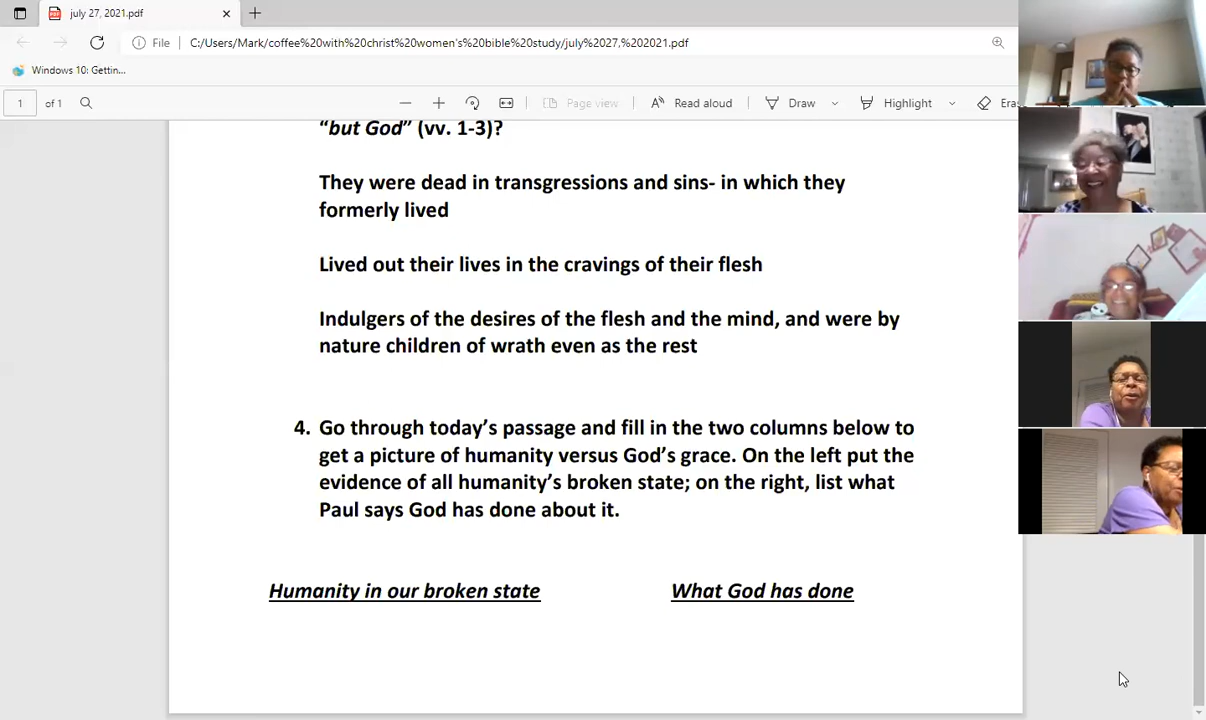 july 27, 2021.pdf
File C:/Users/Mark/coffee%20with%20christ%20women's%20bible%20study/july%2027,%202021.pdf
Windows 10: Gettin...
1 of 1 Page view Read aloud Draw Highlight Eras
"but God" (vv. 1-3)?
They were dead in transgressions and sins- in which they
formerly lived
Lived out their lives in the cravings of their flesh
Indulgers of the desires of the flesh and the mind, and were by
nature children of wrath even as the rest
4. Go through today's passage and fill in the two columns below to
get a picture of humanity versus God's grace. On the left put the
evidence of all humanity's broken state; on the right, list what
Paul says God has done about it.
Humanity in our broken state What God has done